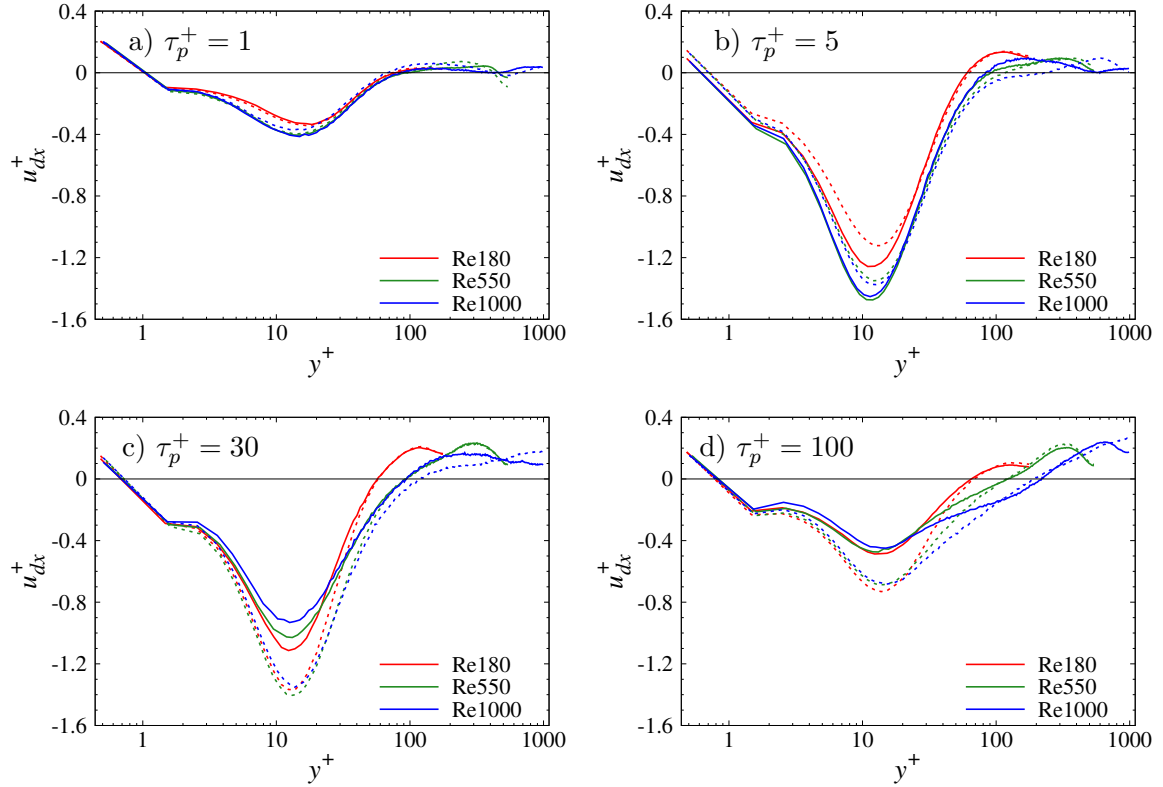 a) τ_p^+ = 1
0.4
0
-0.4
-0.8
-1.2
-1.6
u_{dx}^+
Re180
Re550
Re1000
1 10 100 1000
y^+
b) τ_p^+ = 5
0.4
0
-0.4
-0.8
-1.2
-1.6
u_{dx}^+
Re180
Re550
Re1000
1 10 100 1000
y^+
c) τ_p^+ = 30
0.4
0
-0.4
-0.8
-1.2
-1.6
u_{dx}^+
Re180
Re550
Re1000
1 10 100 1000
y^+
d) τ_p^+ = 100
0.4
0
-0.4
-0.8
-1.2
-1.6
u_{dx}^+
Re180
Re550
Re1000
1 10 100 1000
y^+